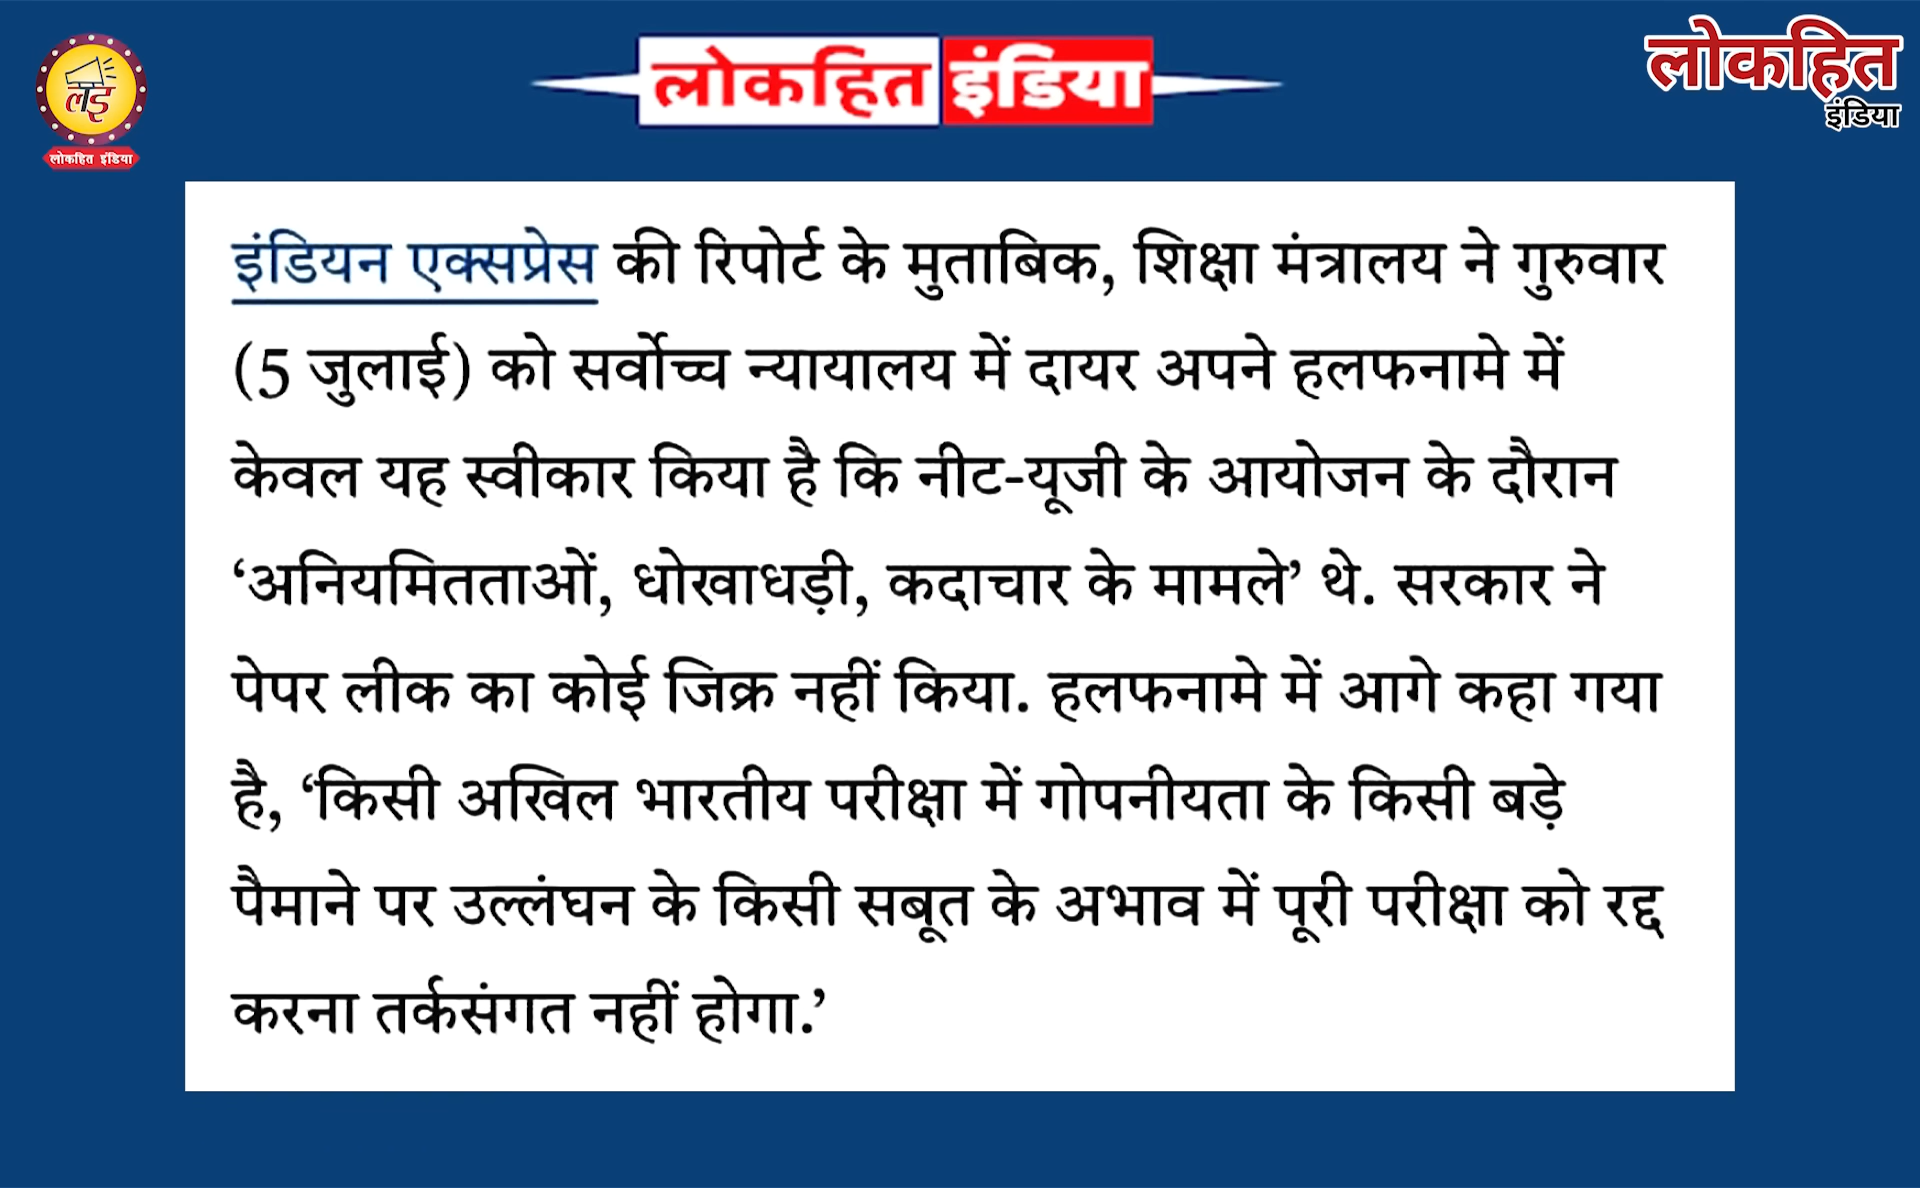 लोकहित इंडिया
लोकहित
इंडिया
लई
लोकहित इंडिया
इंडियन एक्सप्रेस की रिपोर्ट के मुताबिक, शिक्षा मंत्रालय ने गुरुवार
(5 जुलाई) को सर्वोच्च न्यायालय में दायर अपने हलफनामे में
केवल यह स्वीकार किया है कि नीट-यूजी के आयोजन के दौरान
‘अनियमितताओं, धोखाधड़ी, कदाचार के मामले’ थे. सरकार ने
पेपर लीक का कोई जिक्र नहीं किया. हलफनामे में आगे कहा गया
है, ‘किसी अखिल भारतीय परीक्षा में गोपनीयता के किसी बड़े
पैमाने पर उल्लंघन के किसी सबूत के अभाव में पूरी परीक्षा को रद्द
करना तर्कसंगत नहीं होगा.’